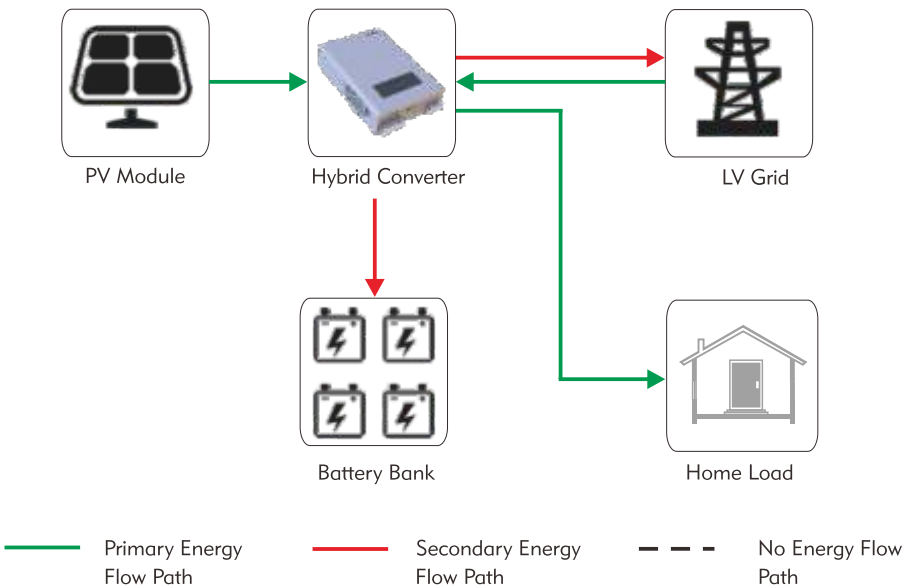 PV Module
Hybrid Converter
LV Grid
Battery Bank
Home Load
Primary Energy
Flow Path
Secondary Energy
Flow Path
No Energy Flow
Path